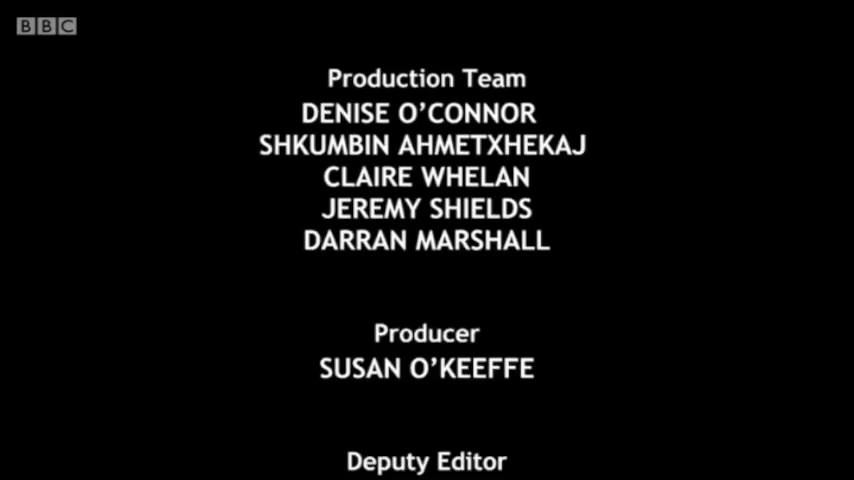 BBC
Production Team
DENISE O'CONNOR
SHKUMBIN AHMETXHEKAJ
CLAIRE WHELAN
JEREMY SHIELDS
DARRAN MARSHALL
Producer
SUSAN O'KEEFFE
Deputy Editor